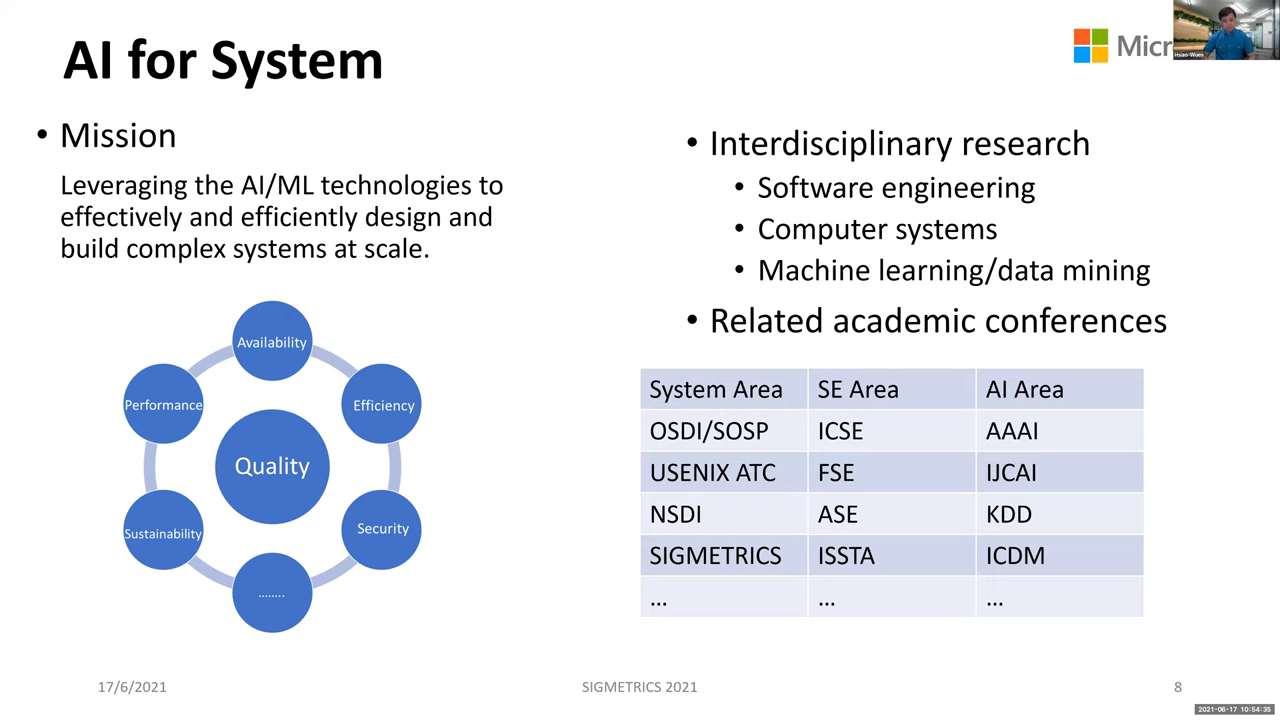 AI for System
Micr
Hsiao-Wuen
• Mission
Leveraging the AI/ML technologies to
effectively and efficiently design and
build complex systems at scale.
Availability
Performance
Efficiency
Quality
Sustainability
Security
........
• Interdisciplinary research
• Software engineering
• Computer systems
• Machine learning/data mining
• Related academic conferences
System Area SE Area AI Area
OSDI/SOSP ICSE AAAI
USENIX ATC FSE IJCAI
NSDI ASE KDD
SIGMETRICS ISSTA ICDM
... ... ...
17/6/2021 SIGMETRICS 2021 8
2021-06-17 10:54:35